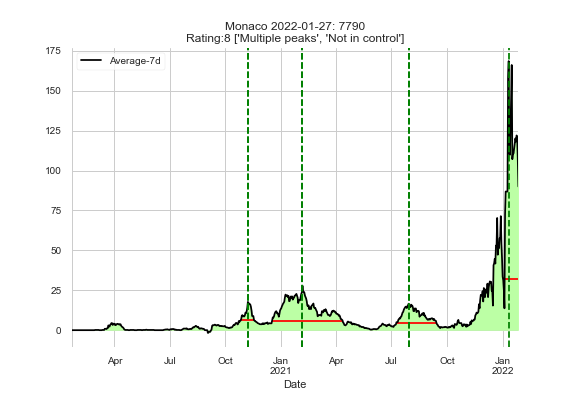 Monaco 2022-01-27: 7790
Rating:8 ['Multiple peaks', 'Not in control']
Average-7d
175
150
125
100
75
50
25
0
Apr
Jul
Oct
Jan
2021
Apr
Jul
Oct
Jan
2022
Date